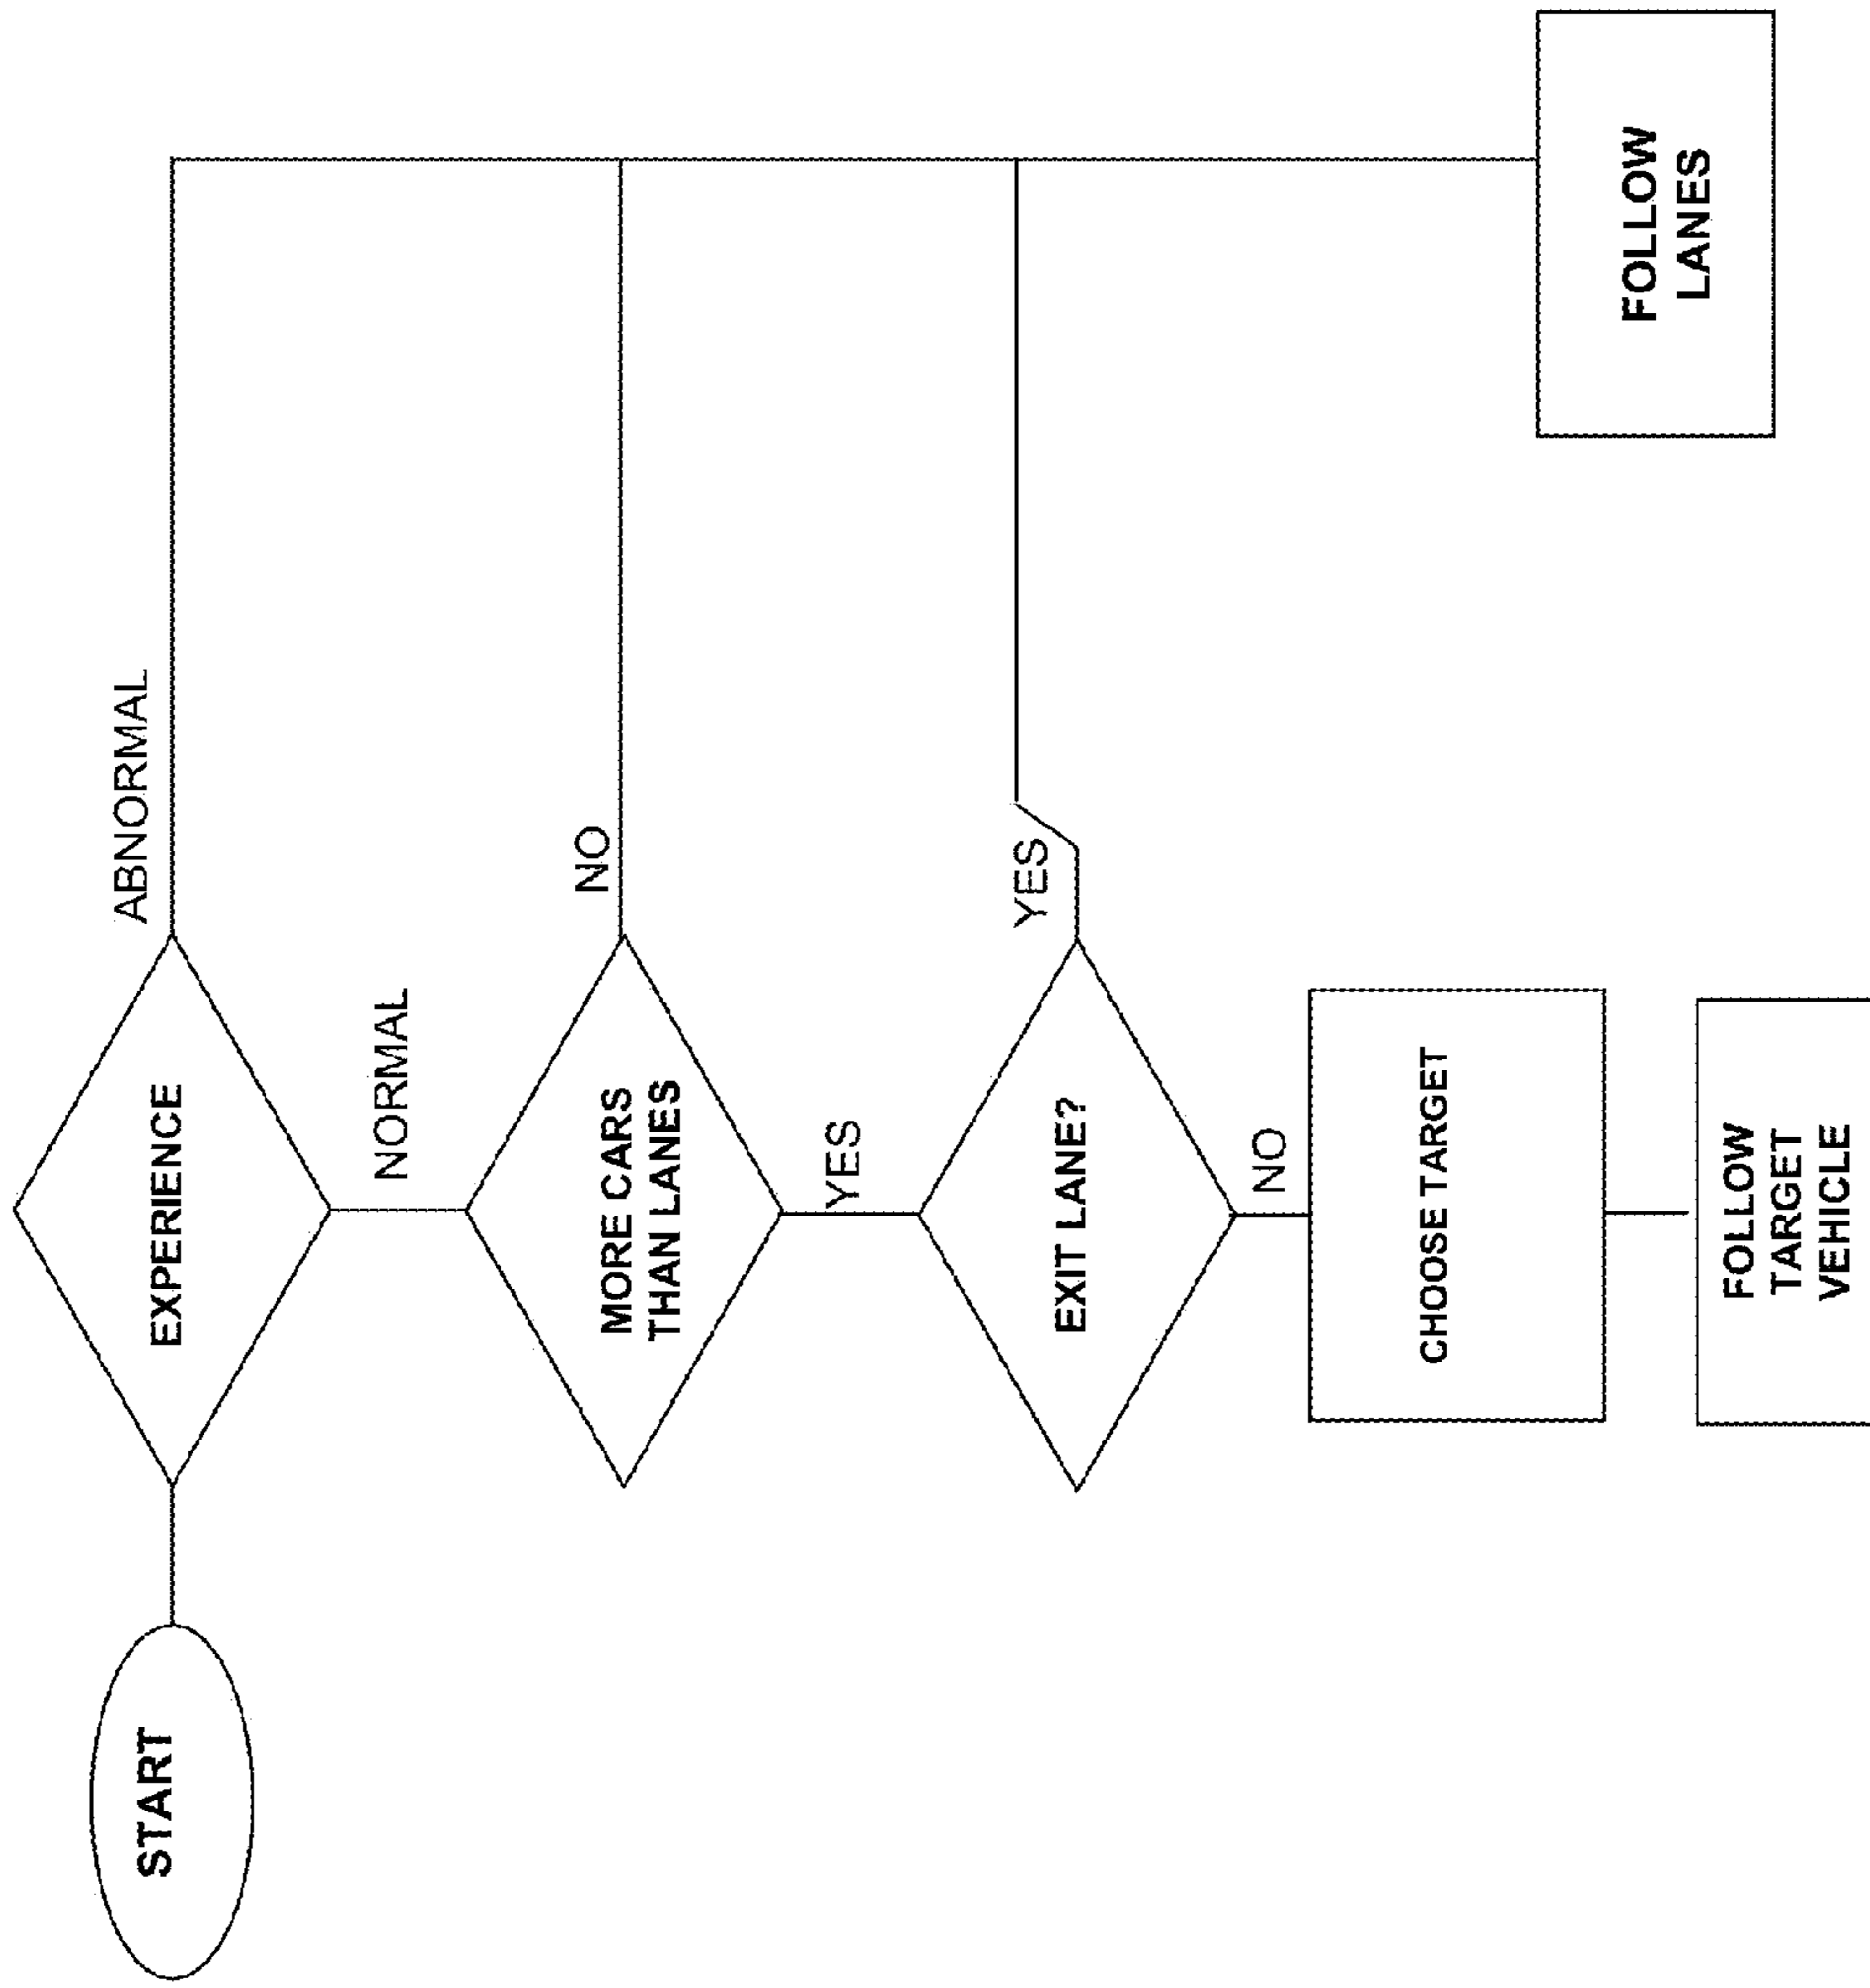 START
EXPERIENCE
ABNORMAL
NORMAL
MORE CARS
THAN LANES
NO
YES
EXIT LANE?
YES
NO
CHOOSE TARGET
FOLLOW
TARGET
VEHICLE
FOLLOW
LANES